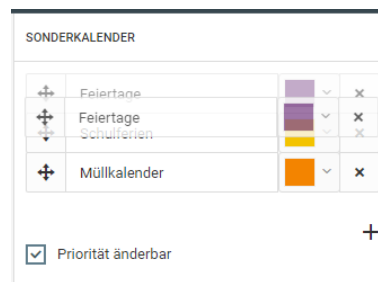 SONDERKALENDER
Feiertage
Feiertage
Schulferien
Müllkalender
Priorität änderbar